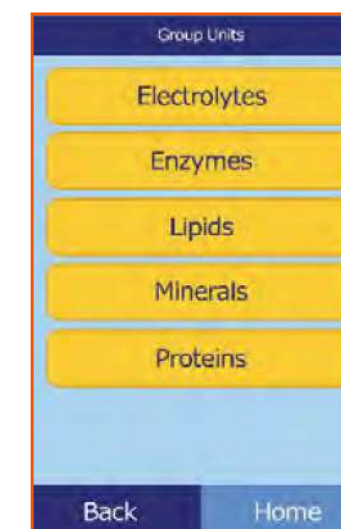 Group Units
Electrolytes
Enzymes
Lipids
Minerals
Proteins
Back Home